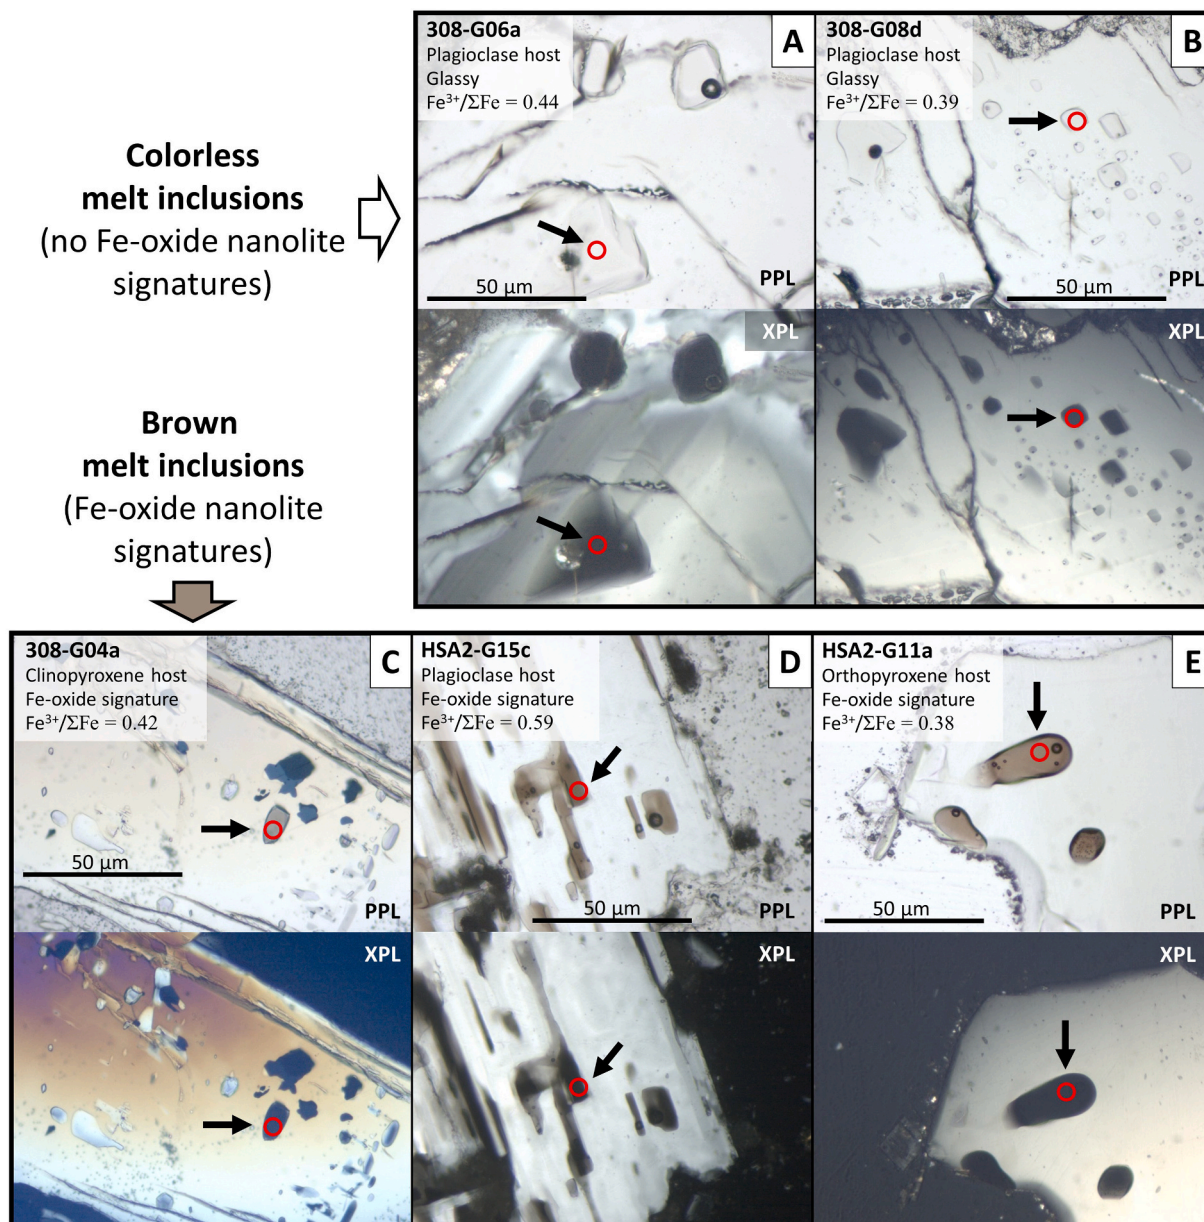 Colorless
melt inclusions
(no Fe-oxide nanolite
signatures)
Brown
melt inclusions
(Fe-oxide nanolite
signatures)
308-G06a
Plagioclase host
Glassy
Fe³⁺/ΣFe = 0.44
A
50 µm
PPL
XPL
308-G08d
Plagioclase host
Glassy
Fe³⁺/ΣFe = 0.39
B
50 µm
PPL
XPL
308-G04a
Clinopyroxene host
Fe-oxide signature
Fe³⁺/ΣFe = 0.42
C
50 µm
PPL
XPL
HSA2-G15c
Plagioclase host
Fe-oxide signature
Fe³⁺/ΣFe = 0.59
D
50 µm
PPL
XPL
HSA2-G11a
Orthopyroxene host
Fe-oxide signature
Fe³⁺/ΣFe = 0.38
E
50 µm
PPL
XPL